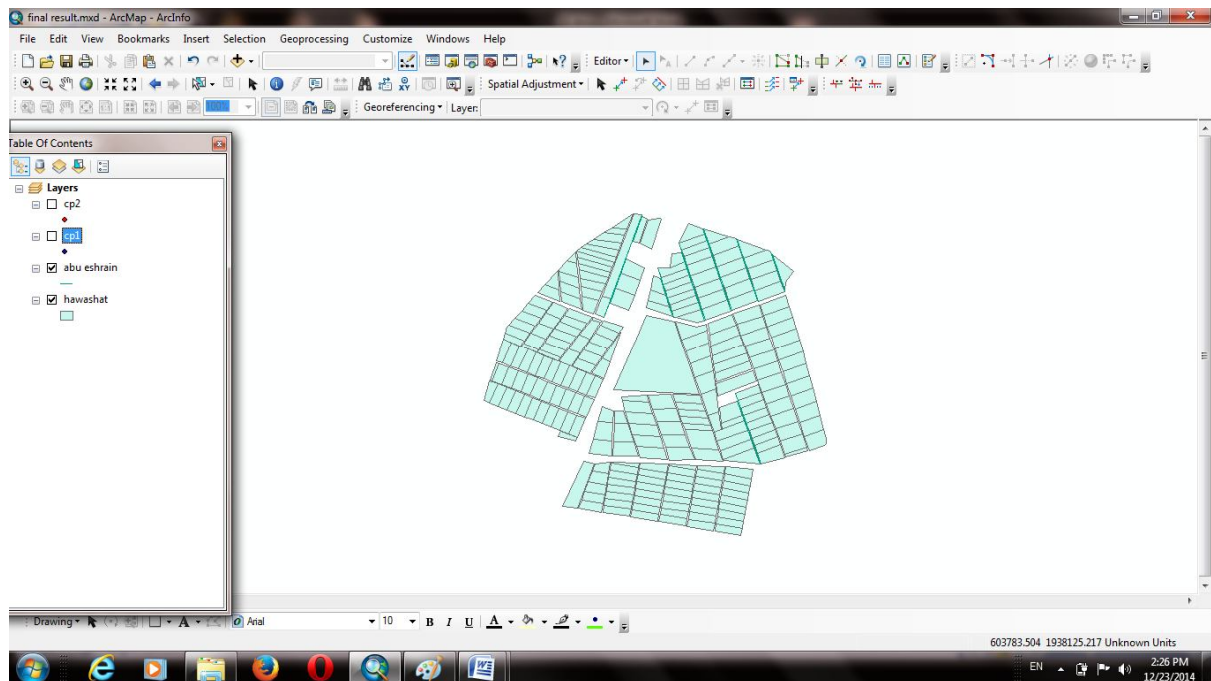 final result.mxd - ArcMap - ArcInfo
File Edit View Bookmarks Insert Selection Geoprocessing Customize Windows Help
Editor
Spatial Adjustment
100%
Georeferencing Layer:
Table Of Contents
Layers
cp2
cp1
abu eshrain
hawashat
Drawing A Arial 10 B I U A
603783.504 1938125.217 Unknown Units
EN 2:26 PM
12/23/2014